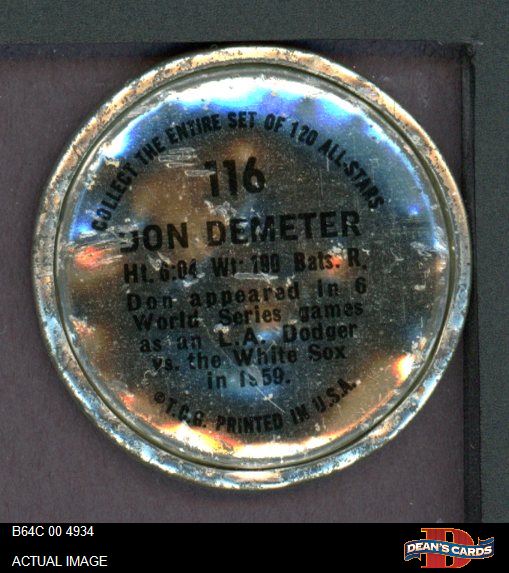 COLLECT THE ENTIRE SET OF 120 ALL-STARS
116
DON DEMETER
Ht. 6:04 Wt: 190 Bats. R.
Don appeared in 6
World Series games
as an L.A. Dodger
vs. the White Sox
in 1959.
©T.C.G. PRINTED IN U.S.A.
B64C 00 4934
ACTUAL IMAGE
D
DEAN'S CARDS